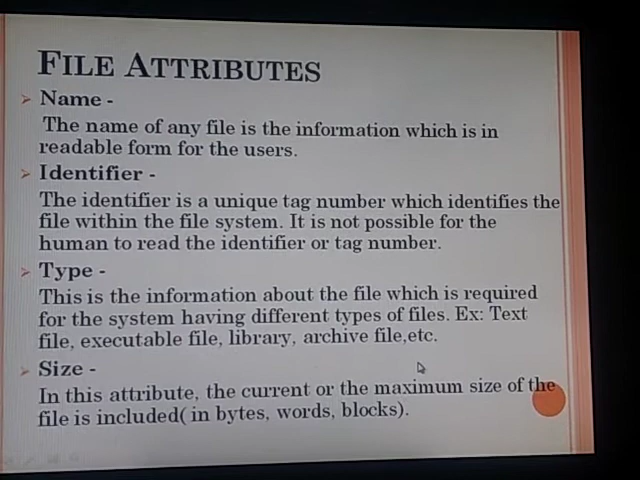 FILE ATTRIBUTES
Name -
The name of any file is the information which is in
readable form for the users.
Identifier -
The identifier is a unique tag number which identifies the
file within the file system. It is not possible for the
human to read the identifier or tag number.
Type -
This is the information about the file which is required
for the system having different types of files. Ex: Text
file, executable file, library, archive file,etc.
Size -
In this attribute, the current or the maximum size of the
file is included( in bytes, words, blocks).